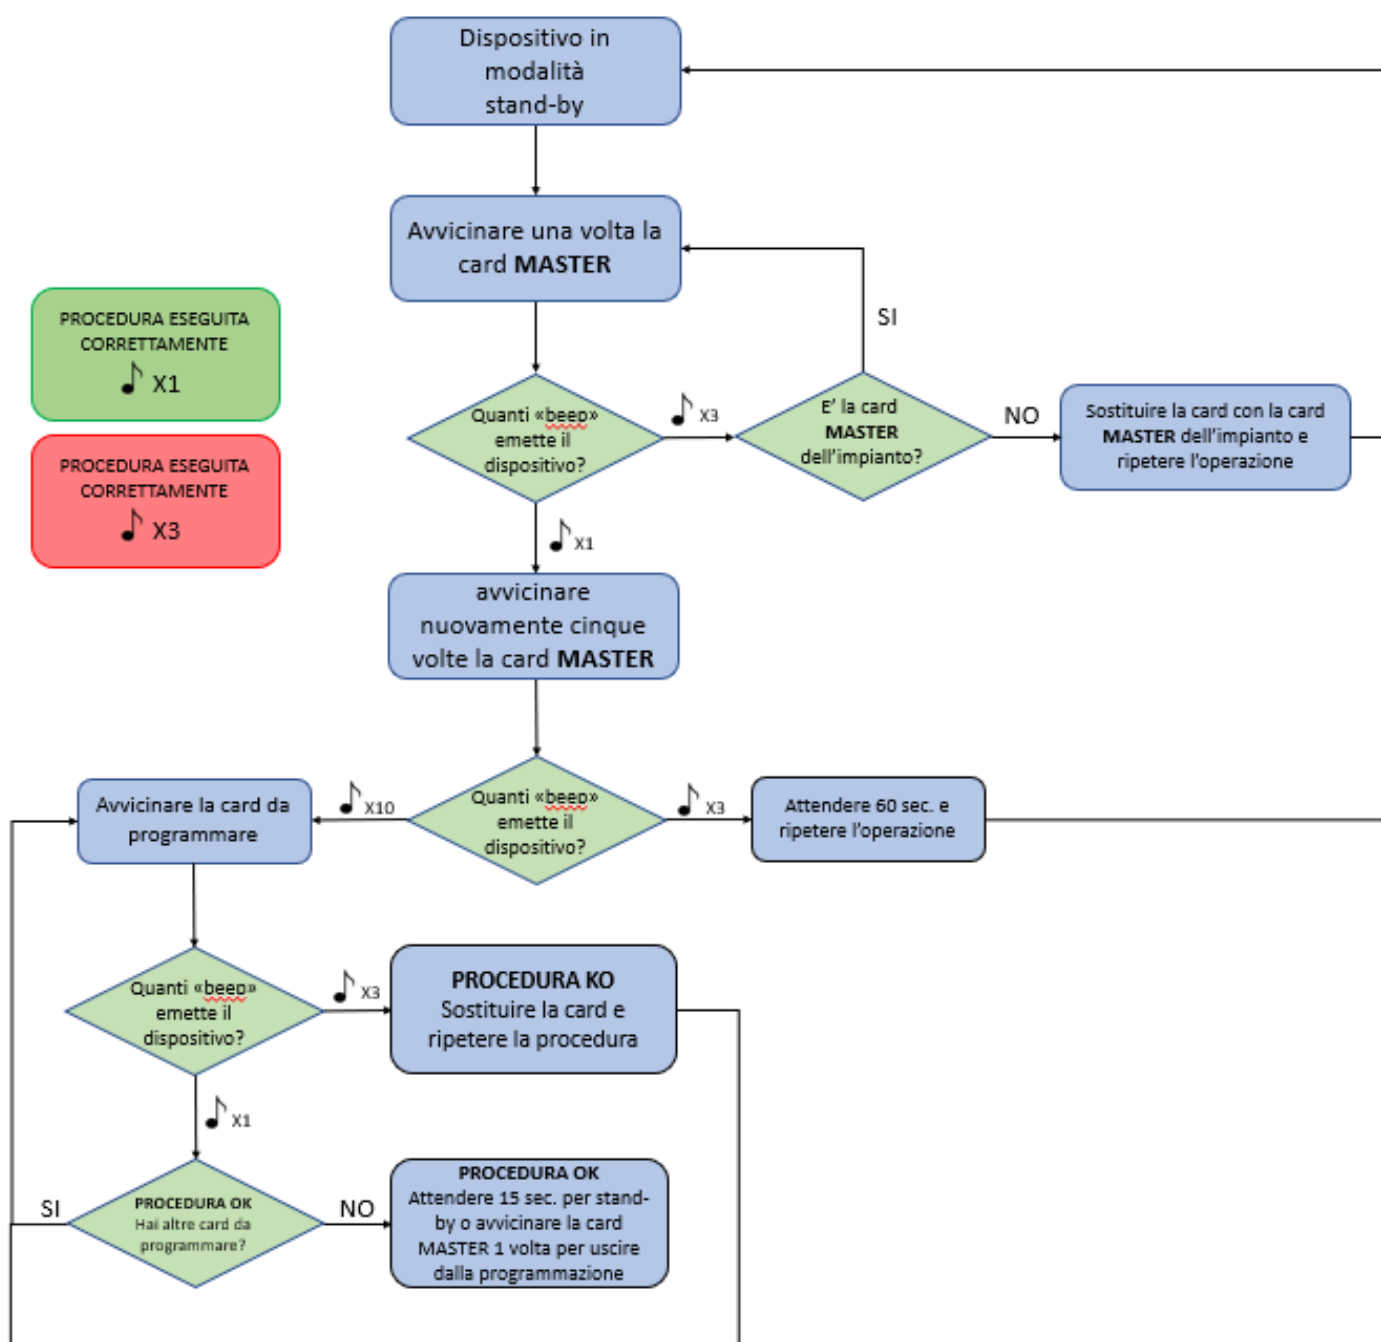 Dispositivo in
modalità
stand-by
Avvicinare una volta la
card MASTER
SI
PROCEDURA ESEGUITA
CORRETTAMENTE
X1
Quanti «beep»
emette il
dispositivo?
X3
E' la card
MASTER
dell'impianto?
NO
Sostituire la card con la card
MASTER dell'impianto e
ripetere l'operazione
PROCEDURA ESEGUITA
CORRETTAMENTE
X3
X1
avvicinare
nuovamente cinque
volte la card MASTER
Avvicinare la card da
programmare
X10
Quanti «beep»
emette il
dispositivo?
X3
Attendere 60 sec. e
ripetere l'operazione
Quanti «beep»
emette il
dispositivo?
X3
PROCEDURA KO
Sostituire la card e
ripetere la procedura
X1
SI
PROCEDURA OK
Hai altre card da
programmare?
NO
PROCEDURA OK
Attendere 15 sec. per stand-
by o avvicinare la card
MASTER 1 volta per uscire
dalla programmazione